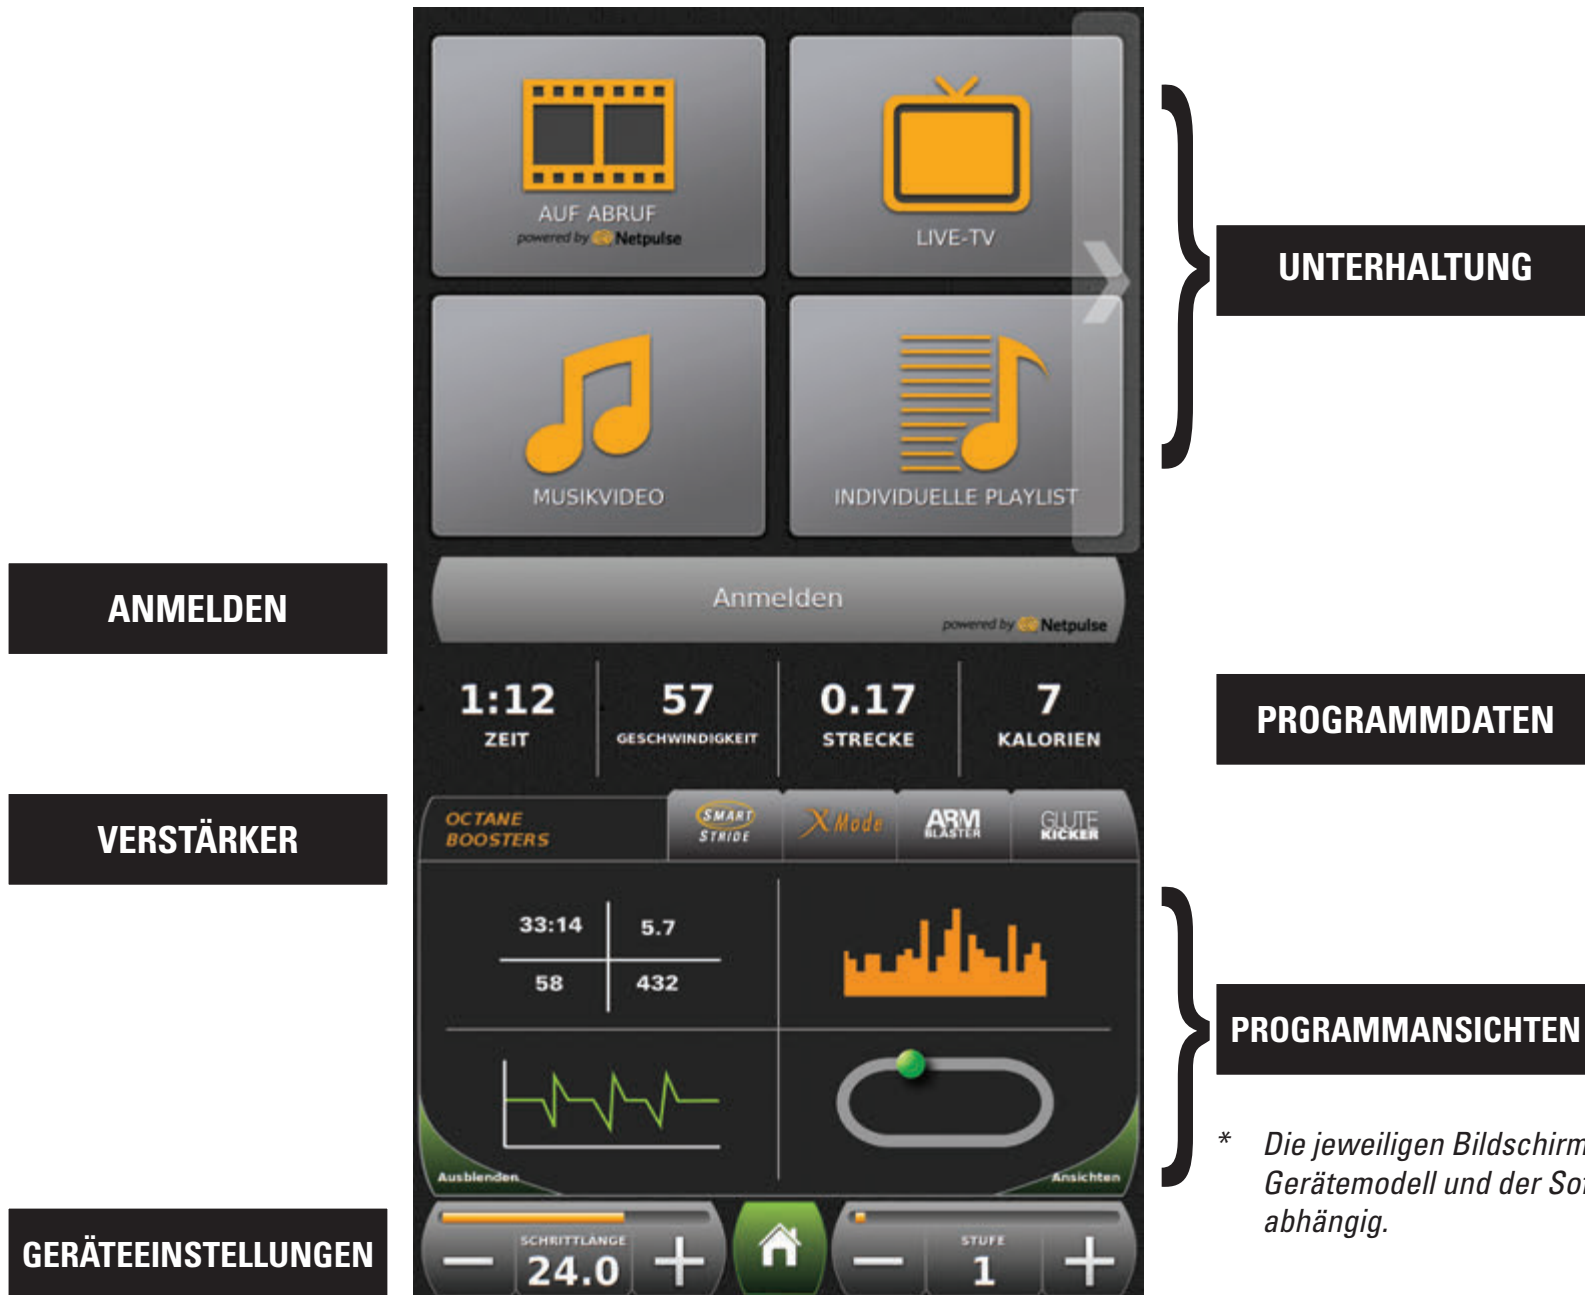 AUF ABRUF
powered by Netpulse
LIVE-TV
MUSIKVIDEO
INDIVIDUELLE PLAYLIST
UNTERHALTUNG
ANMELDEN
Anmelden
powered by Netpulse
1:12
ZEIT
57
GESCHWINDIGKEIT
0.17
STRECKE
7
KALORIEN
PROGRAMMDATEN
VERSTÄRKER
OCTANE
BOOSTERS
SMART
STRIDE
X Mode
ARM
BLASTER
GLUTE
KICKER
33:14
5.7
58
432
PROGRAMMANSICHTEN
Ausblenden
Ansichten
* Die jeweiligen Bildschirm
Gerätemodell und der
abhängig.
GERÄTEEINSTELLUNGEN
SCHRITTLÄNGE
24.0
STUFE
1